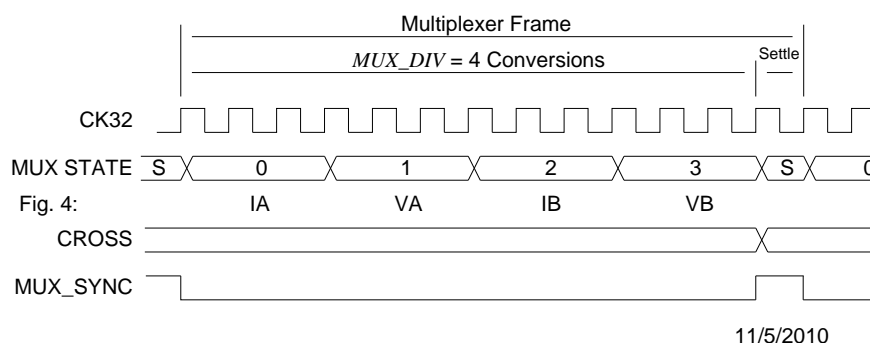 Multiplexer Frame
MUX_DIV = 4 Conversions Settle
CK32
MUX STATE S 0 1 2 3 S 0
Fig. 4: IA VA IB VB
CROSS
MUX_SYNC
11/5/2010